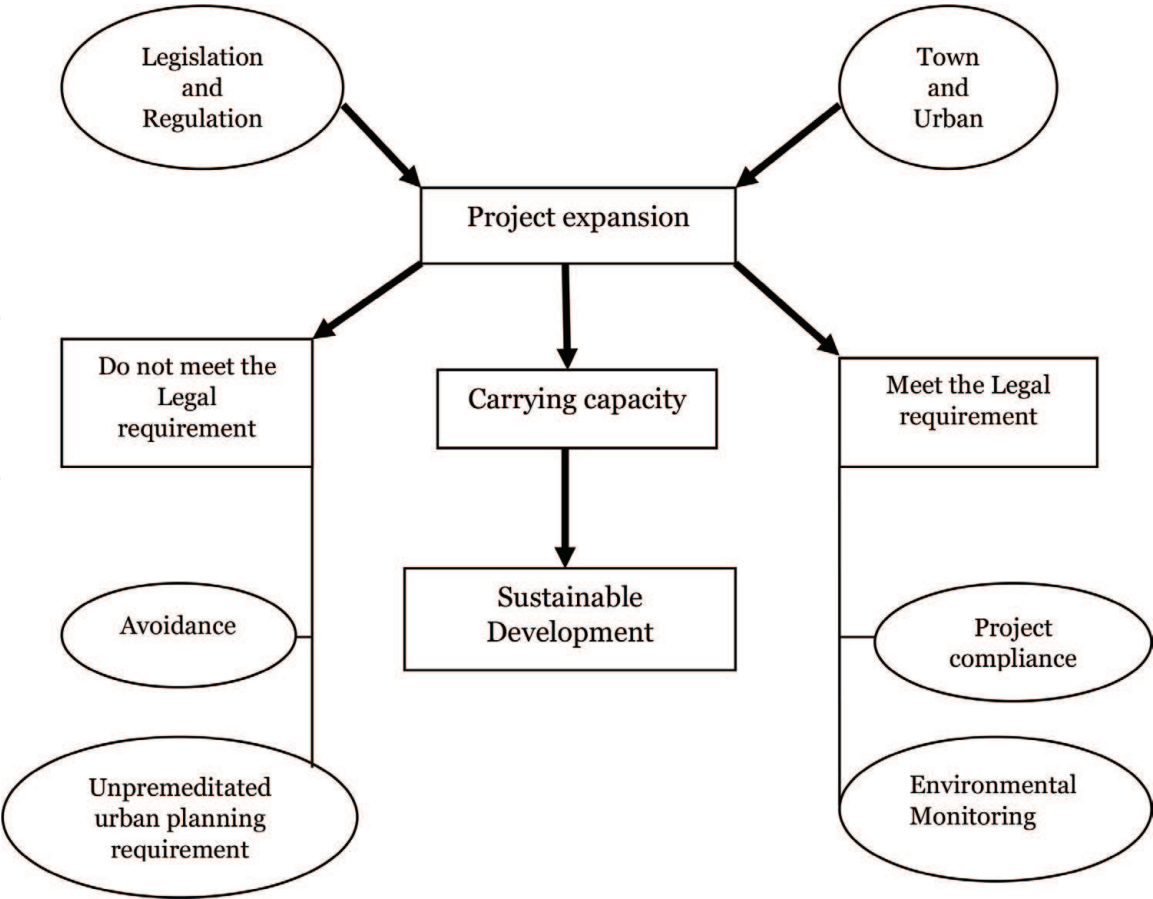 Legislation
and
Regulation
Town
and
Urban
Project expansion
Do not meet the
Legal
requirement
Carrying capacity
Meet the Legal
requirement
Sustainable
Development
Avoidance
Project
compliance
Unpremeditated
urban planning
requirement
Environmental
Monitoring